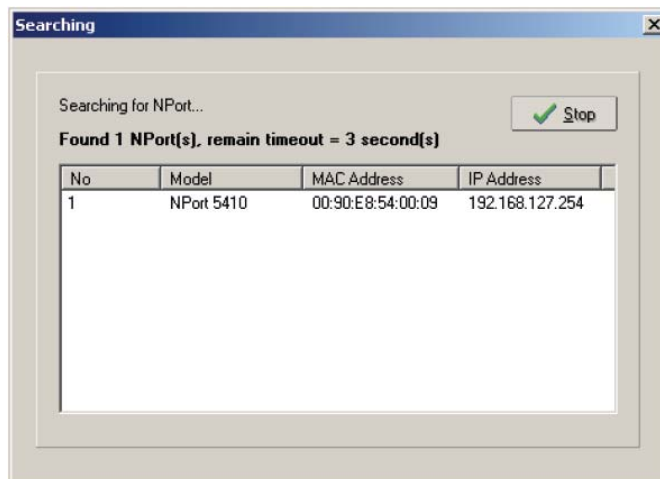 Searching
Searching for NPort...
Stop
Found 1 NPort(s), remain timeout = 3 second(s)
No Model MAC Address IP Address
1 NPort 5410 00:90:E8:54:00:09 192.168.127.254